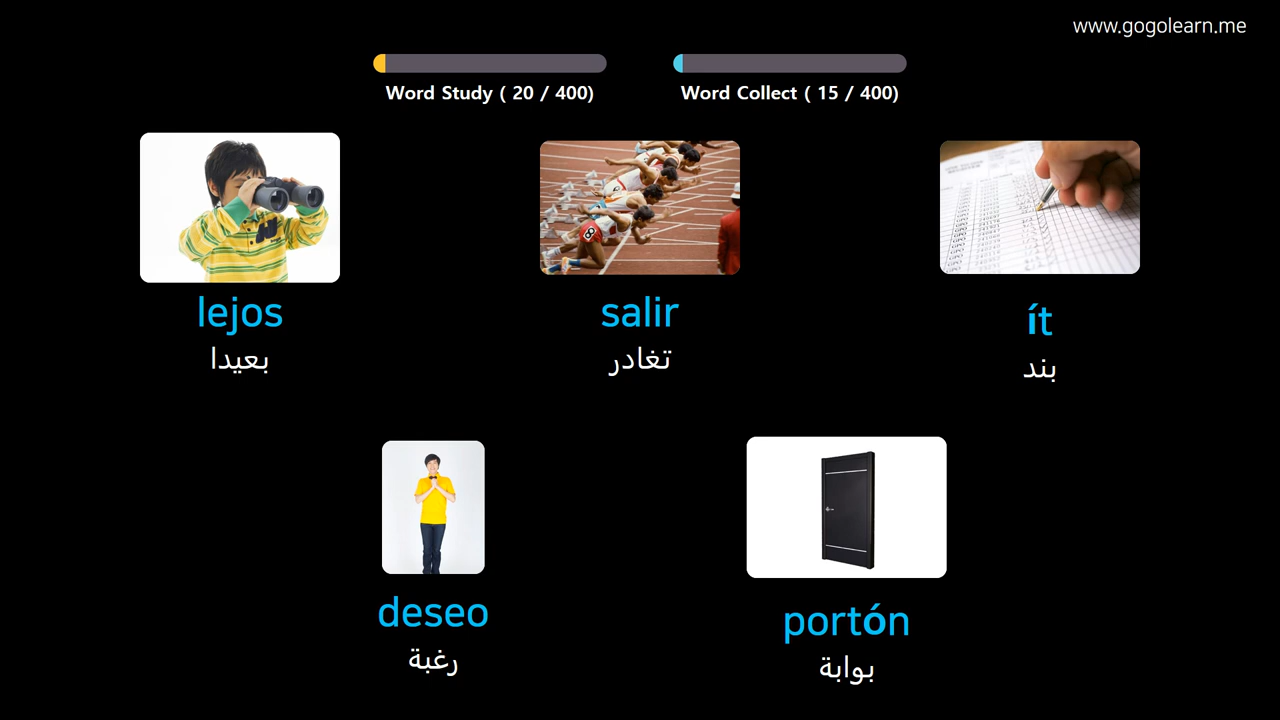 www.gogolearn.me
Word Study ( 20 / 400)
Word Collect ( 15 / 400)
lejos
بعيدا
salir
تغادر
ít
بند
deseo
رغبة
portón
بوابة